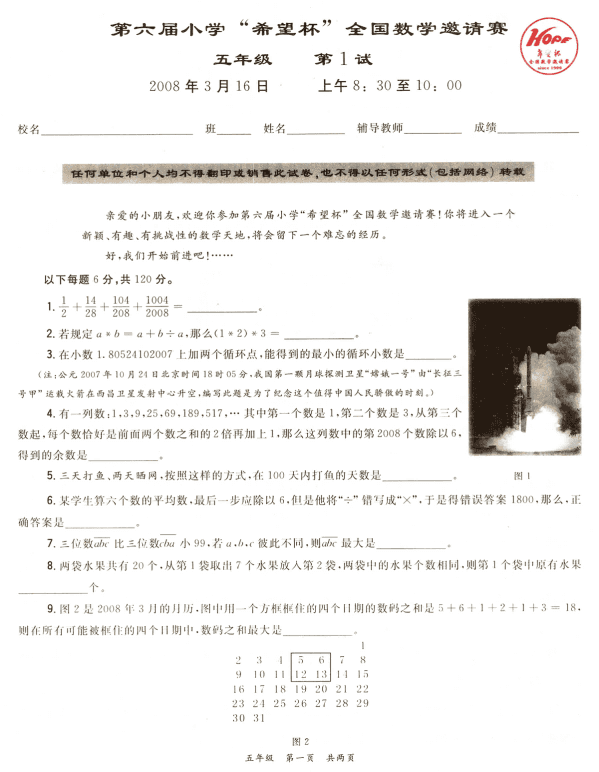 第六届小学“希望杯”全国数学邀请赛
五年级 第1试
2008年3月16日 上午8:30至10:00
HOPE
全国数学邀请赛
since 1990
校名____________ 班____ 姓名________ 辅导教师________ 成绩________
任何单位和个人均不得翻印或销售此试卷,也不得以任何形式(包括网络)转载
亲爱的小朋友,欢迎你参加第六届小学“希望杯”全国数学邀请赛!你将进入一个
新颖、有趣、有挑战性的数学天地,将会留下一个难忘的经历。
好,我们开始前进吧!……
以下每题6分,共120分。
1. 1/2 + 14/28 + 104/208 + 1004/2008 = ________。
2. 若规定a*b=a+b÷a,那么(1*2)*3=________。
3. 在小数1.80524102007上加两个循环点,能得到的最小的循环小数是________。
(注:公元2007年10月24日北京时间18时05分,我国第一颗月球探测卫星“嫦娥一号”由“长征三
号甲”运载火箭在西昌卫星发射中心升空,编写此题是为了纪念这个值得中国人民骄傲的时刻。)
4. 有一列数:1,3,9,25,69,189,517,… 其中第一个数是1,第二个数是3,从第三个
数起,每个数恰好是前面两个数之和的2倍再加上1,那么这列数中的第2008个数除以6,
得到的余数是________。
5. 三天打鱼、两天晒网,按照这样的方式,在100天内打鱼的天数是________。
图1
6. 某学生算六个数的平均数,最后一步应除以6,但是他将“÷”错写成“×”,于是得错误答案1800,那么,正
确答案是________。
7. 三位数abc比三位数cba小99,若a,b,c彼此不同,则abc最大是________。
8. 两袋水果共有20个,从第1袋取出7个水果放入第2袋,两袋中的水果个数相同,则第1个袋中原有水果
________个。
9. 图2是2008年3月的月历,图中用一个方框框住的四个日期的数码之和是5+6+1+2+1+3=18,
则在所有可能被框住的四个日期中,数码之和最大是________。
1
2 3 4 5 6 7 8
9 10 11 12 13 14 15
16 17 18 19 20 21 22
23 24 25 26 27 28 29
30 31
图2
五年级 第一页 共两页